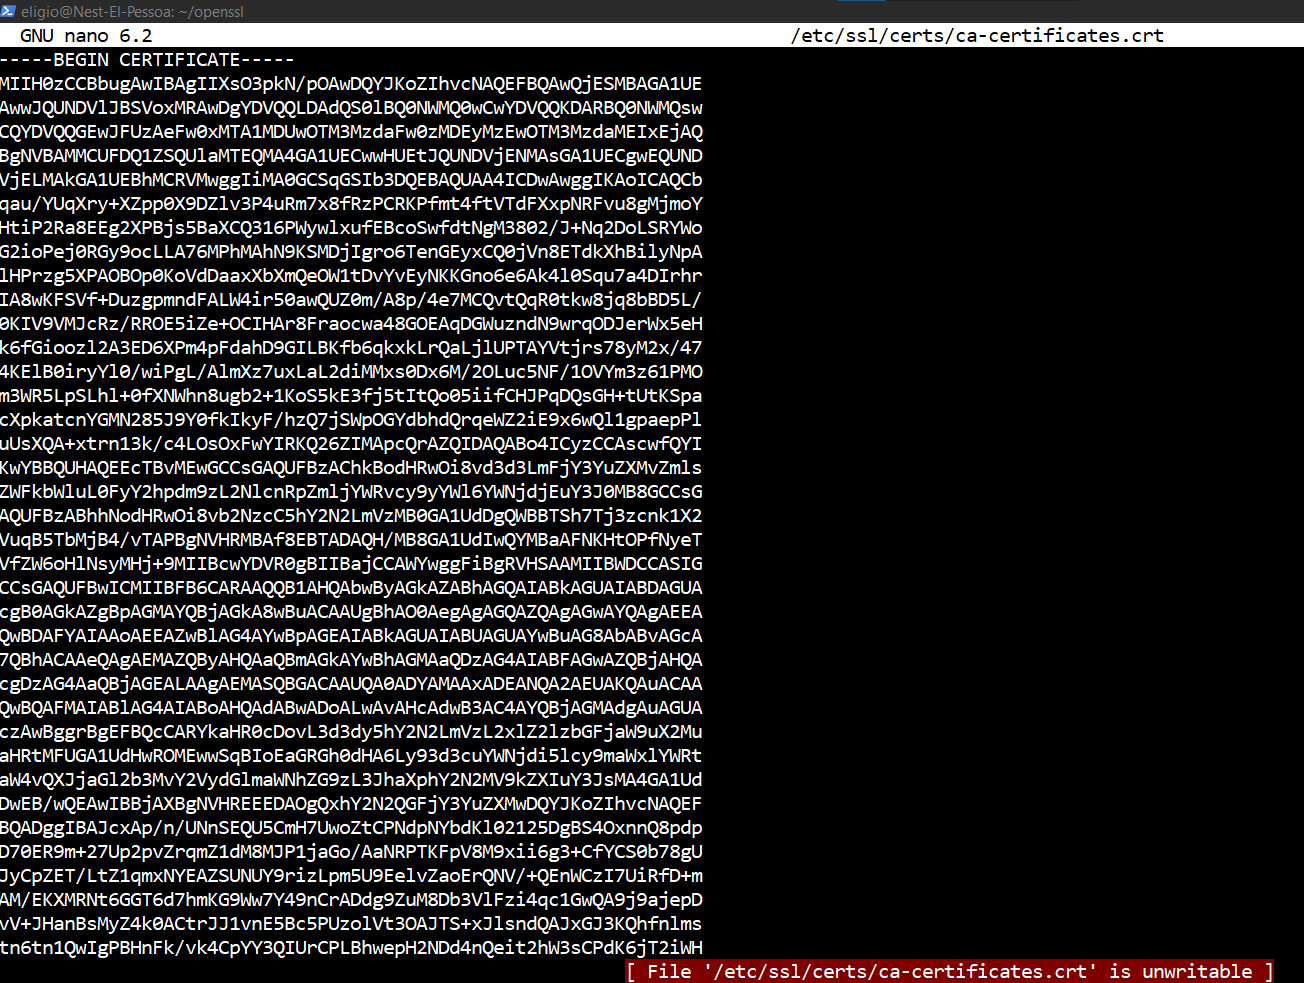 eligio@Nest-El-Pessoa: ~/openssl
GNU nano 6.2 /etc/ssl/certs/ca-certificates.crt
-----BEGIN CERTIFICATE-----
MIIH0zCCBbugAwIBAgIIXsO3pkN/pOAwDQYJKoZIhvcNAQEFBQAwQjESMBAGA1UE
AwwJQUNDVlJBSVoxMRAwDgYDVQQLDAdQS0lBQ0NWMQ0wCwYDVQQKDARBQ0NWMQsw
CQYDVQQGEwJFUzAeFw0xMTA1MDUwOTM3MzdaFw0zMDEyMzEwOTM3MzdaMEIxEjAQ
BgNVBAMMCUFDQ1ZSQUlaMTEQMA4GA1UECwwHUEtJQUNDVjENMAsGA1UECgwEQUND
VjELMAkGA1UEBhMCRVMwggIiMA0GCSqGSIb3DQEBAQUAA4ICDwAwggIKAoICAQCb
qau/YUqXry+XZpp0X9DZlv3P4uRm7x8fRzPCRKPfmt4ftVTdFXxpNRFvu8gMjmoY
HtiP2Ra8EEg2XPBjs5BaXCQ316PWywlxufEBcoSwfdtNgM3802/J+Nq2DoLSRYWo
G2ioPej0RGy9ocLLA76MPhMAhN9KSMDjIgro6TenGEyxCQ0jVn8ETdkXhBilyNpA
lHPrzg5XPAOBOp0KoVdDaaxXbXmQeOW1tDvYvEyNKKGno6e6Ak4l0Squ7a4DIrhr
IA8wKFSVf+DuzgpmndFALW4ir50awQUZ0m/A8p/4e7MCQvtQqR0tkw8jq8bBD5L/
0KIV9VMJcRz/RROE5iZe+OCIHAr8Fraocwa48GOEAqDGWuzndN9wrqODJerWx5eH
k6fGioozl2A3ED6XPm4pFdahD9GILBKfb6qkxkLrQaLjlUPTAYVtjrs78yM2x/47
4KElB0iryYl0/wiPgL/AlmXz7uxLaL2diMMxs0Dx6M/2OLuc5NF/1OVYm3z61PMO
m3WR5LpSLhl+0fXNWhn8ugb2+1KoS5kE3fj5tItQo05iifCHJPqDQsGH+tUtKSpa
cXpkatcnYGMN285J9Y0fkIkyF/hzQ7jSWpOGYdbhdQrqeWZ2iE9x6wQl1gpaepPl
uUsXQA+xtrn13k/c4LOsOxFwYIRKQ26ZIMApcQrAZQIDAQABo4ICyzCCAscwfQYI
KwYBBQUHAQEEcTBvMEwGCCsGAQUFBzAChkBodHRwOi8vd3d3LmFjY3YuZXMvZmls
ZWFkbWluL0FyY2hpdm9zL2NlcnRpZmljYWRvcy9yYWl6YWNjdjEuY3J0MB8GCCsG
AQUFBzABhhNodHRwOi8vb2NzcC5hY2N2LmVzMB0GA1UdDgQWBBTSh7Tj3zcnk1X2
VuqB5TbMjB4/vTAPBgNVHRMBAf8EBTADAQH/MB8GA1UdIwQYMBaAFNKHtOPfNyeT
VfZW6oHlNsyMHj+9MIIBcwYDVR0gBIIBajCCAWYwggFiBgRVHSAAMIIBWDCCASIG
CCsGAQUFBwICMIIBFB6CARAAQQB1AHQAbwByAGkAZABhAGQAIABkAGUAIABDAGUA
cgB0AGkAZgBpAGMAYQBjAGkA8wBuACAAUgBhAO0AegAgAGQAZQAgAGwAYQAgAEEA
QwBDAFYAIAAoAEEAZwBlAG4AYwBpAGEAIABkAGUAIABUAGUAYwBuAG8AbABvAGcA
7QBhACAAeQAgAEMAZQByAHQAaQBmAGkAYwBhAGMAaQDzAG4AIABFAGwAZQBjAHQA
cgDzAG4AaQBjAGEALAAgAEMASQBGACAAUQA0ADYAMAAxADEANQA2AEUAKQAuACAA
QwBQAFMAIABlAG4AIABoAHQAdABwADoALwAvAHcAdwB3AC4AYQBjAGMAdgAuAGUA
czAwBggrBgEFBQcCARYkaHR0cDovL3d3dy5hY2N2LmVzL2xlZ2lzbGFjaW9uX2Mu
aHRtMFUGA1UdHwROMEwwSqBIoEaGRGh0dHA6Ly93d3cuYWNjdi5lcy9maWxlYWRt
aW4vQXJjaGl2b3MvY2VydGlmaWNhZG9zL3JhaXphY2N2MV9kZXIuY3JsMA4GA1Ud
DwEB/wQEAwIBBjAXBgNVHREEEDAOgQxhY2N2QGFjY3YuZXMwDQYJKoZIhvcNAQEF
BQADggIBAJcxAp/n/UNnSEQU5CmH7UwoZtCPNdpNYbdKl02125DgBS4OxnnQ8pdp
D70ER9m+27Up2pvZrqmZ1dM8MJP1jaGo/AaNRPTKFpV8M9xii6g3+CfYCS0b78gU
JyCpZET/LtZ1qmxNYEAZSUNUY9rizLpm5U9EelvZaoErQNV/+QEnWCzI7UiRfD+m
AM/EKXMRNt6GGT6d7hmKG9Ww7Y49nCrADdg9ZuM8Db3VlFzi4qc1GwQA9j9ajepD
vV+JHanBsMyZ4k0ACtrJJ1vnE5Bc5PUzolVt3OAJTS+xJlsndQAJxGJ3KQhfnlms
tn6tn1QwIgPBHnFk/vk4CpYY3QIUrCPLBhwepH2NDd4nQeit2hW3sCPdK6jT2iWH
[ File '/etc/ssl/certs/ca-certificates.crt' is unwritable ]